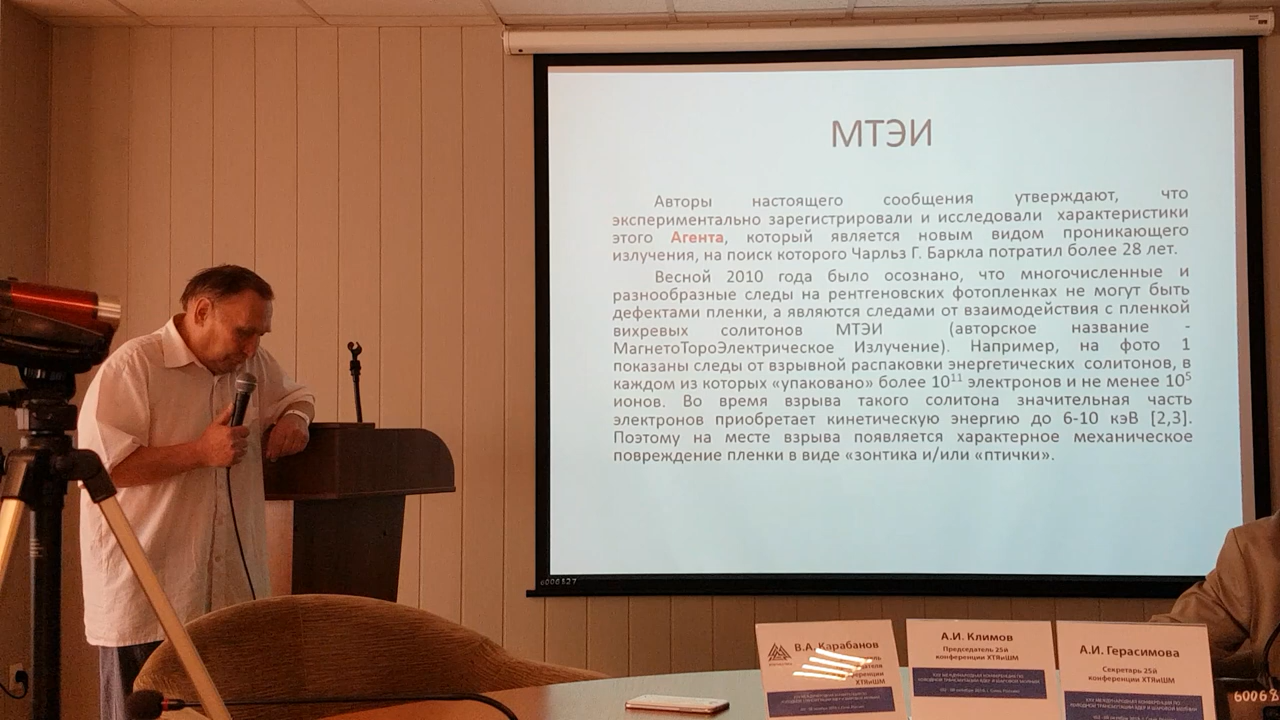 МТЭИ
Авторы настоящего сообщения утверждают, что
экспериментально зарегистрировали и исследовали характеристики
этого Агента, который является новым видом проникающего
излучения, на поиск которого Чарльз Г. Баркла потратил более 28 лет.
Весной 2010 года было осознано, что многочисленные и
разнообразные следы на рентгеновских фотопленках не могут быть
дефектами пленки, а являются следами от взаимодействия с пленкой
вихревых солитонов МТЭИ (авторское название -
МагнетоТороЭлектрическое Излучение). Например, на фото 1
показаны следы от взрывной распаковки энергетических солитонов, в
каждом из которых «упаковано» более 10¹¹ электронов и не менее 10⁵
ионов. Во время взрыва такого солитона значительная часть
электронов приобретает кинетическую энергию до 6-10 кэВ [2,3].
Поэтому на месте взрыва появляется характерное механическое
повреждение пленки в виде «зонтика и/или «птички».
6006327
В.А. Карабанов
А.И. Климов
Председатель 25й
конференции ХТЯиШМ
А.И. Герасимова
Секретарь 25й
конференции ХТЯиШМ
ХТЯиШМ
60068